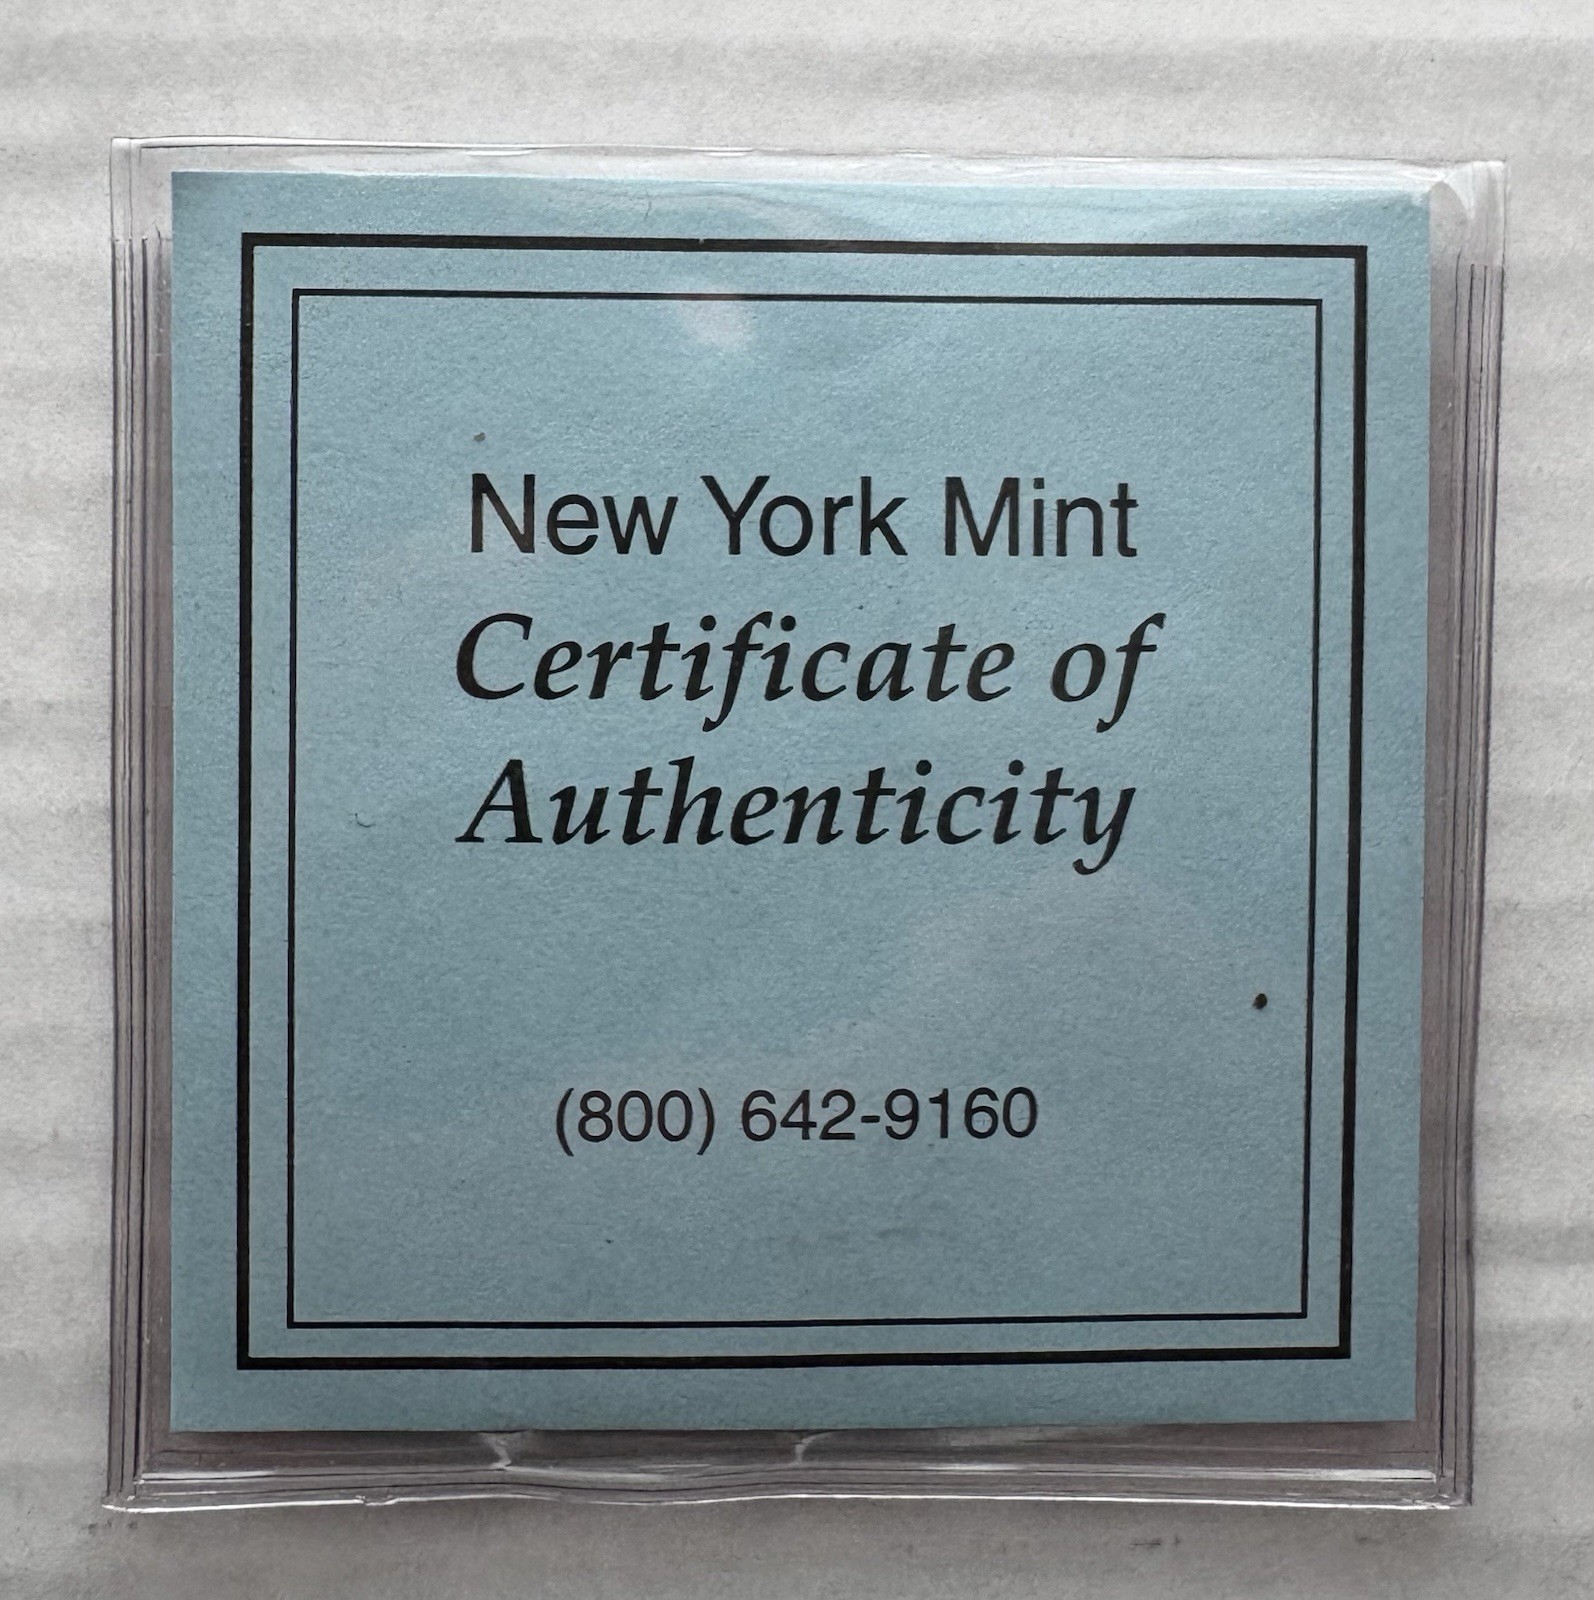 New York Mint
Certificate of
Authenticity
(800) 642-9160